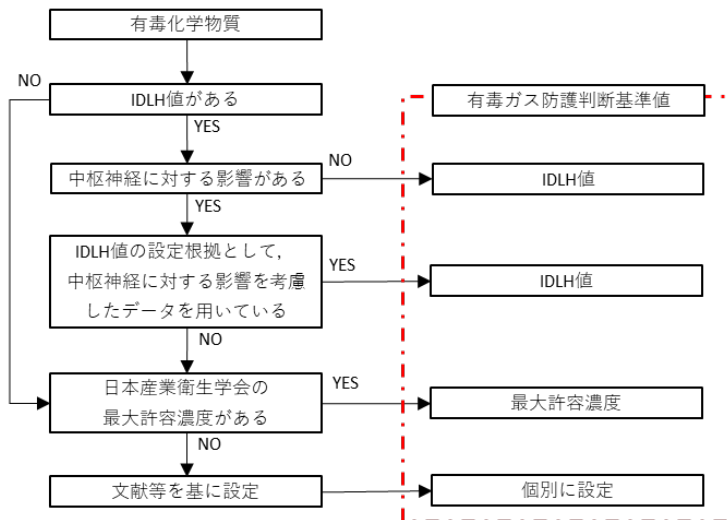 有毒化学物質
NO
IDLH値がある
有毒ガス防護判断基準値
YES
中枢神経に対する影響がある
NO
IDLH値
YES
IDLH値の設定根拠として,
中枢神経に対する影響を考慮
したデータを用いている
YES
IDLH値
NO
日本産業衛生学会の
最大許容濃度がある
YES
最大許容濃度
NO
文献等を基に設定
個別に設定